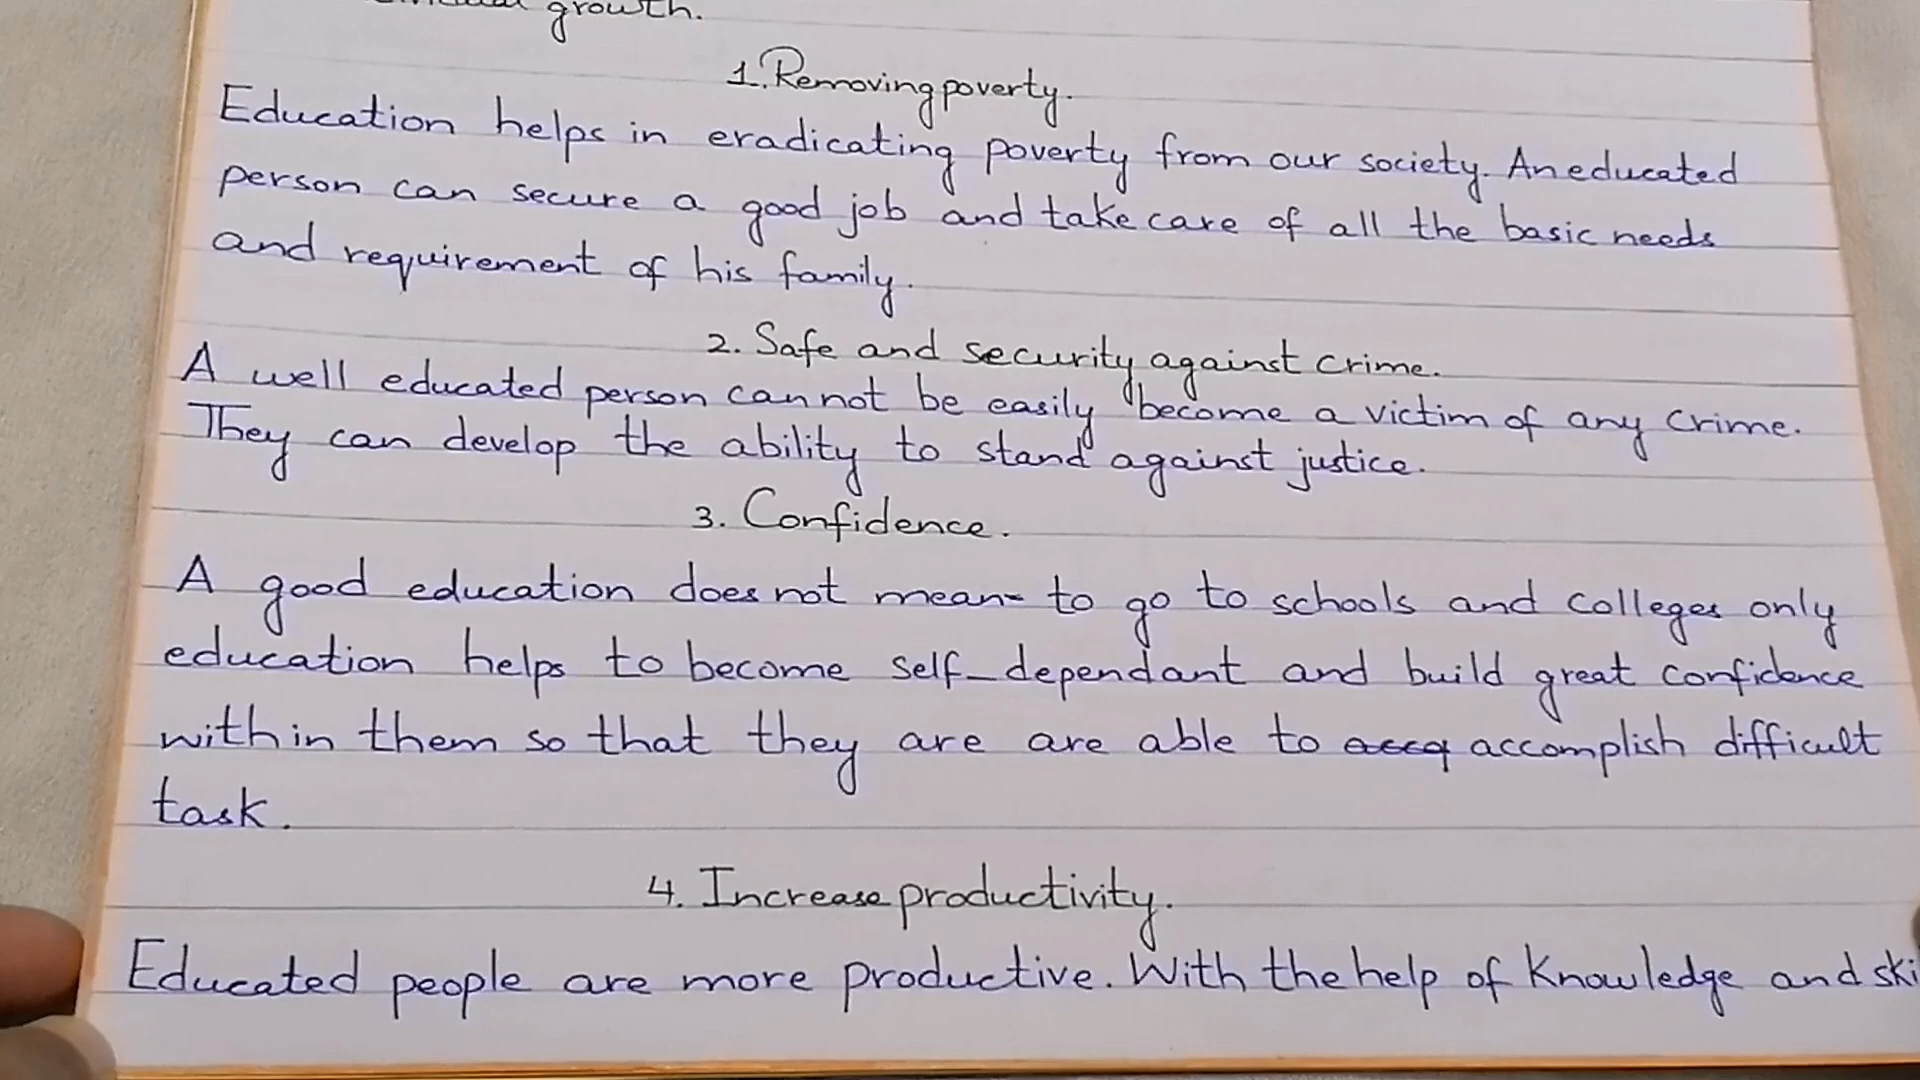 growth.
1. Removing poverty.
Education helps in eradicating poverty from our society. An educated
person can secure a good job and take care of all the basic needs
and requirement of his family.
2. Safe and security against crime.
A well educated person cannot be easily become a victim of any crime.
They can develop the ability to stand against justice.
3. Confidence.
A good education does not mean to go to schools and colleges only
education helps to become self-dependant and build great confidence
within them so that they are are able to accomplish difficult
task.
4. Increase productivity.
Educated people are more productive. With the help of knowledge and ski